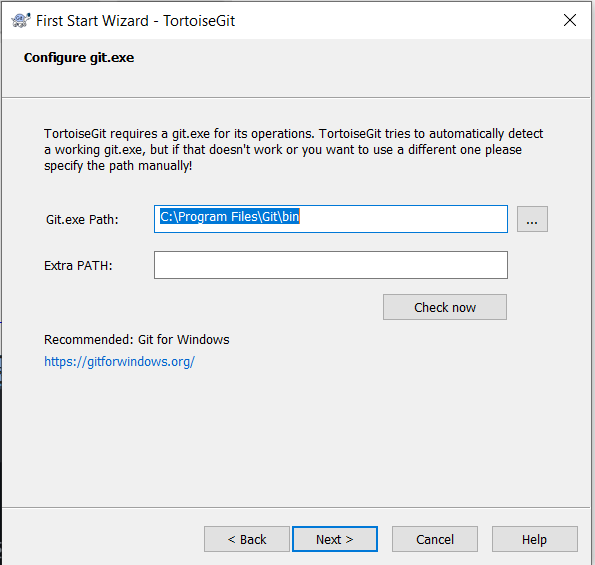 First Start Wizard - TortoiseGit
Configure git.exe
TortoiseGit requires a git.exe for its operations. TortoiseGit tries to automatically detect
a working git.exe, but if that doesn't work or you want to use a different one please
specify the path manually!
Git.exe Path:
C:\Program Files\Git\bin
...
Extra PATH:
Check now
Recommended: Git for Windows
https://gitforwindows.org/
< Back
Next >
Cancel
Help